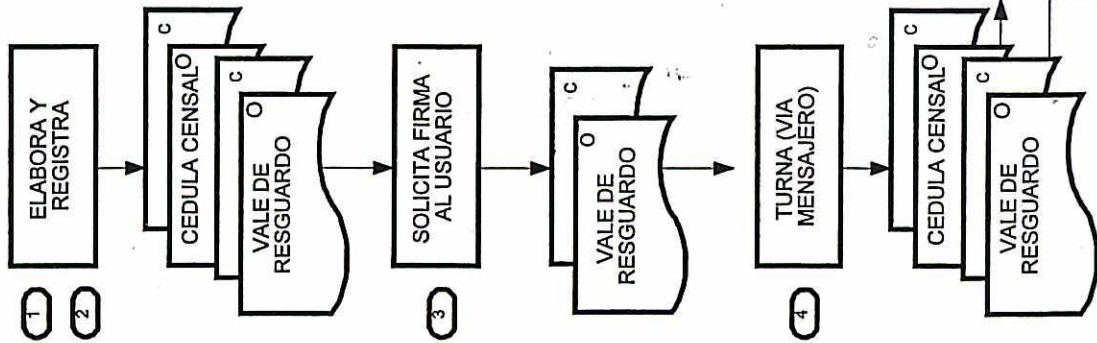 1
2
ELABORA Y
REGISTRA
C
CEDULA CENSAL
O
C
O
VALE DE
RESGUARDO
3
SOLICITA FIRMA
AL USUARIO
C
O
VALE DE
RESGUARDO
4
TURNA (VIA
MENSAJERO)
C
CEDULA CENSAL
O
C
O
VALE DE
RESGUARDO